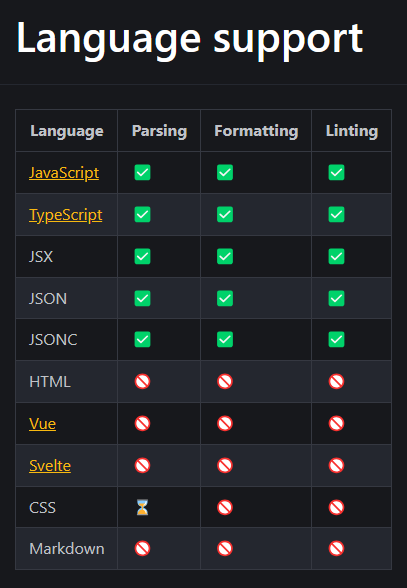 Language support
Language Parsing Formatting Linting
JavaScript ✅ ✅ ✅
TypeScript ✅ ✅ ✅
JSX ✅ ✅ ✅
JSON ✅ ✅ ✅
JSONC ✅ ✅ ✅
HTML 🚫 🚫 🚫
Vue 🚫 🚫 🚫
Svelte 🚫 🚫 🚫
CSS ⌛ 🚫 🚫
Markdown 🚫 🚫 🚫